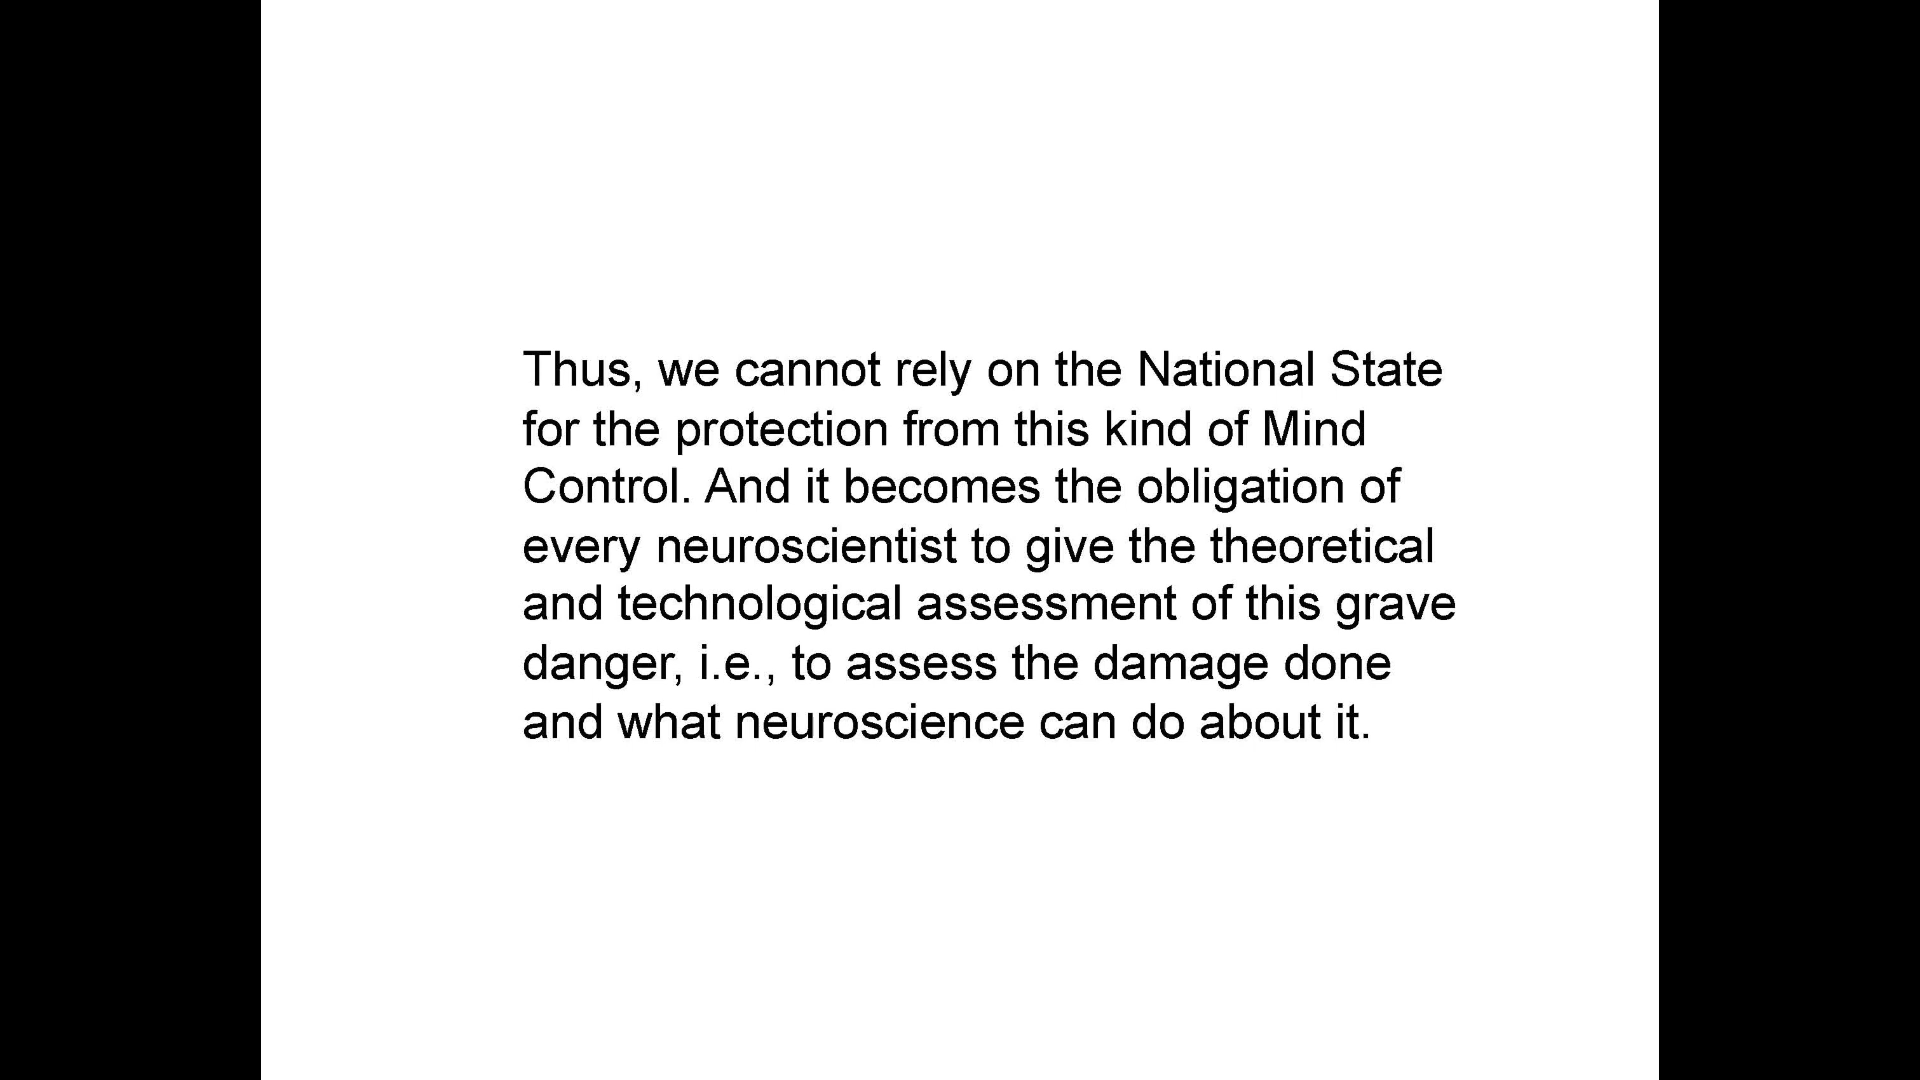 Thus, we cannot rely on the National State
for the protection from this kind of Mind
Control. And it becomes the obligation of
every neuroscientist to give the theoretical
and technological assessment of this grave
danger, i.e., to assess the damage done
and what neuroscience can do about it.